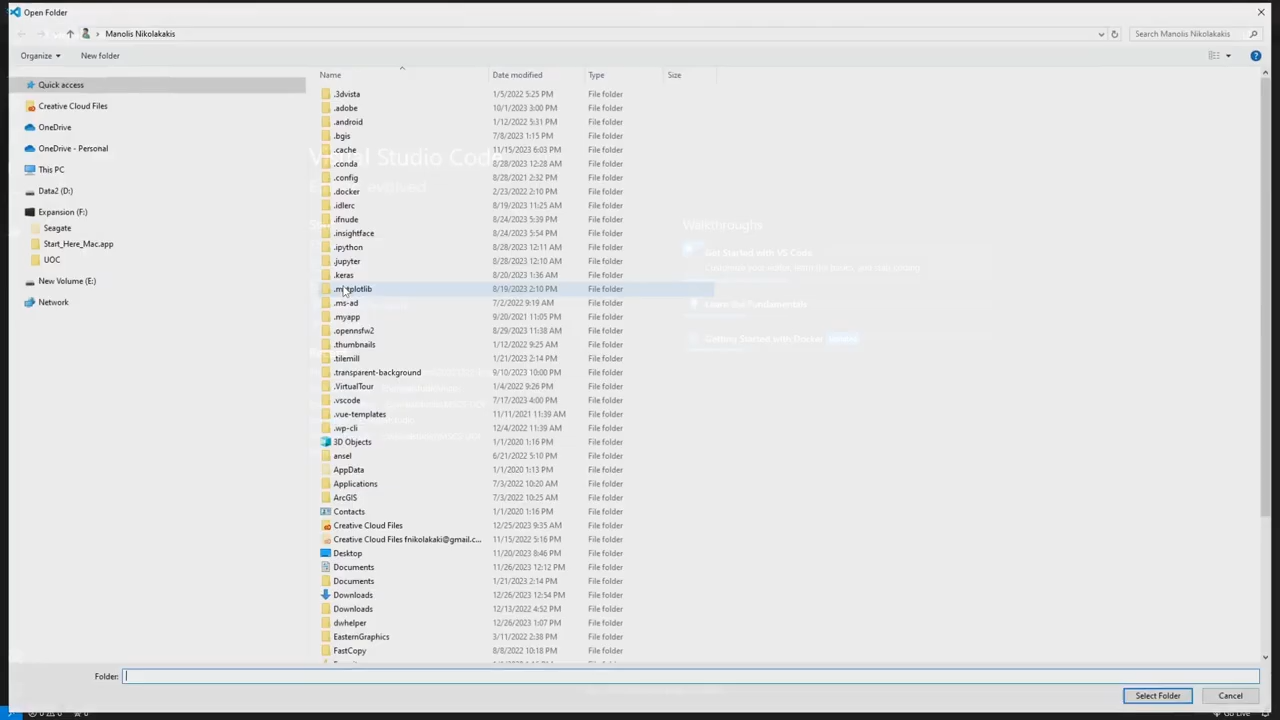 Open Folder
Manolis Nikolakakis
Search Manolis Nikolakakis
Organize
New folder
Name Date modified Type Size
Quick access
Creative Cloud Files
OneDrive
OneDrive - Personal
This PC
Data2 (D:)
Expansion (F:)
Seagate
Start_Here_Mac.app
UOC
New Volume (E:)
Network
.3dvista 1/5/2022 5:25 PM File folder
.adobe 10/1/2023 3:00 PM File folder
.android 1/12/2022 5:31 PM File folder
.bgis 7/8/2023 1:15 PM File folder
.cache 11/15/2023 6:03 PM File folder
.conda 8/28/2023 12:28 AM File folder
.config 8/28/2021 2:32 PM File folder
.docker 2/23/2022 2:10 PM File folder
.idlerc 8/19/2023 11:25 AM File folder
.ifnude 8/24/2023 5:39 PM File folder
.insightface 8/24/2023 5:54 PM File folder
.ipython 8/28/2023 12:11 AM File folder
.jupyter 8/28/2023 12:10 AM File folder
.keras 8/20/2023 1:36 AM File folder
.matplotlib 8/19/2023 2:10 PM File folder
.ms-ad 7/2/2022 9:19 AM File folder
.myapp 9/20/2021 11:05 PM File folder
.opennsfw2 8/29/2023 11:38 AM File folder
.thumbnails 1/12/2022 9:25 AM File folder
.tilemill 1/21/2023 2:14 PM File folder
.transparent-background 9/10/2023 10:00 PM File folder
.VirtualTour 1/4/2022 9:26 PM File folder
.vscode 7/17/2023 4:00 PM File folder
.vue-templates 11/11/2021 11:39 AM File folder
.wp-cli 12/4/2022 11:39 AM File folder
3D Objects 1/1/2020 1:16 PM File folder
ansel 6/21/2022 5:10 PM File folder
AppData 1/1/2020 1:13 PM File folder
Applications 7/3/2022 10:20 AM File folder
ArcGIS 7/3/2022 10:25 AM File folder
Contacts 1/1/2020 1:16 PM File folder
Creative Cloud Files 12/25/2023 9:35 AM File folder
Creative Cloud Files fnikolakaki@gmail.c... 11/15/2022 5:16 PM File folder
Desktop 11/20/2023 8:46 PM File folder
Documents 11/26/2023 12:12 PM File folder
Documents 1/21/2023 2:14 PM File folder
Downloads 12/26/2023 12:54 PM File folder
Downloads 12/13/2022 4:52 PM File folder
dwhelper 12/26/2023 1:07 PM File folder
EasternGraphics 3/11/2022 2:38 PM File folder
FastCopy 8/8/2022 10:18 PM File folder
Visual Studio Code
Editing evolved
Walkthroughs
Get Started with VS Code
Learn the Fundamentals
Getting Started with Docker
Folder:
Select Folder
Cancel
Go Live